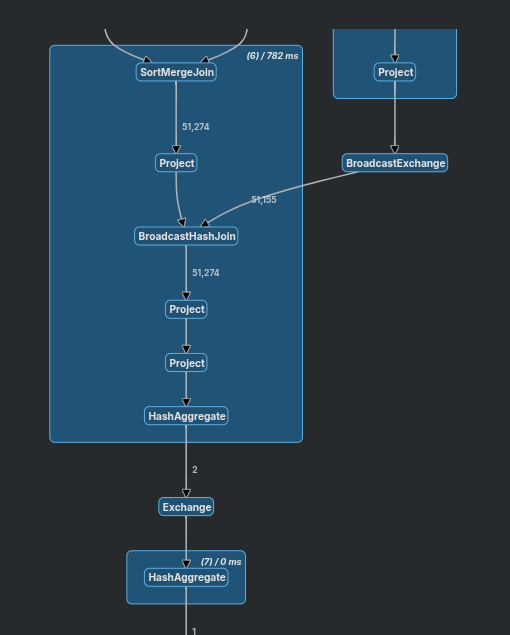 (6) / 782 ms
SortMergeJoin
Project
51,274
Project
BroadcastExchange
51,155
BroadcastHashJoin
51,274
Project
Project
HashAggregate
2
Exchange
(7) / 0 ms
HashAggregate
1